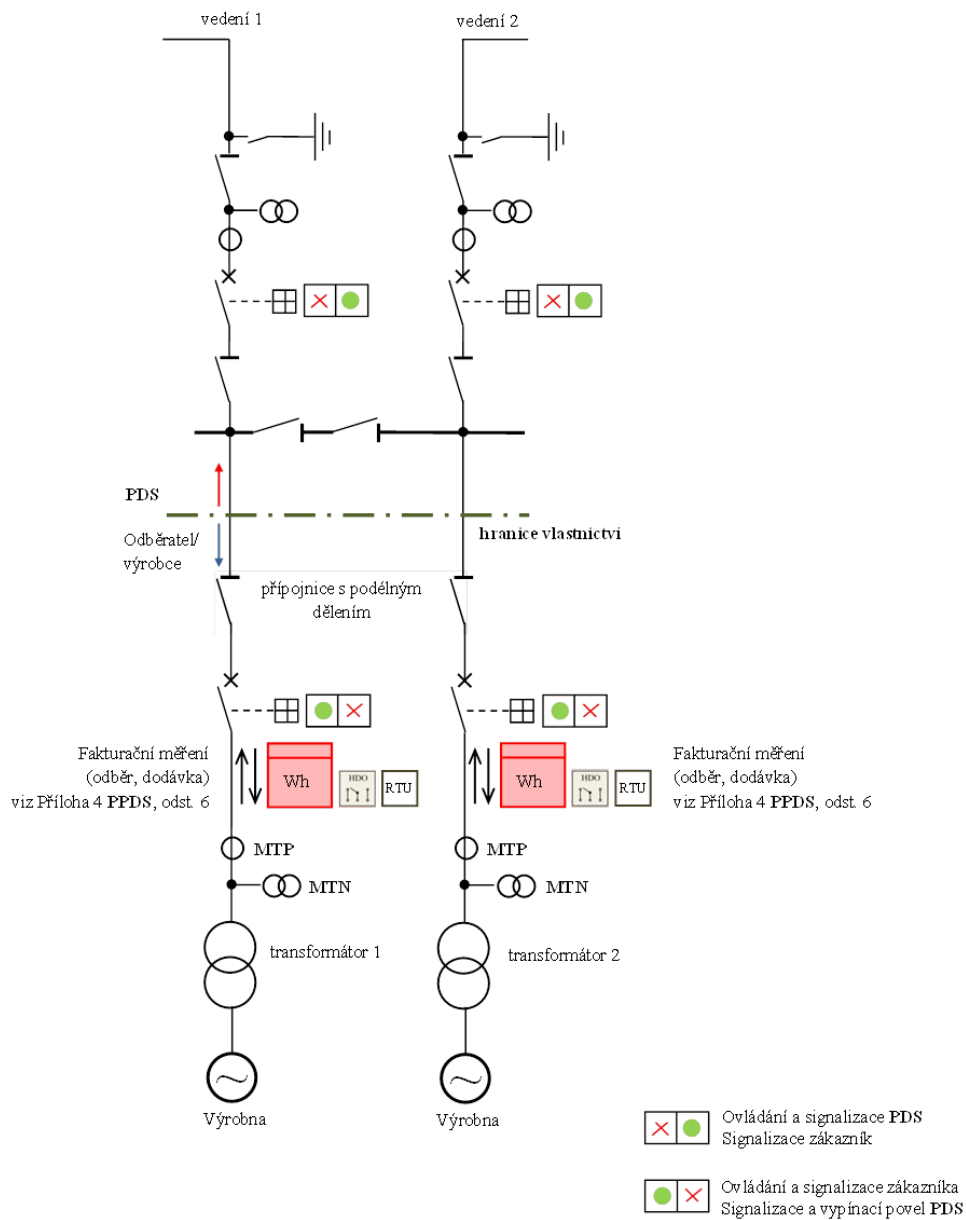 vedení 1
vedení 2
PDS
Odběratel/
výrobce
hranice vlastnictví
přípojnice s podélným
dělením
Fakturační měření
(odběr, dodávka)
viz Příloha 4 PPDS, odst. 6
Wh
HDO
RTU
Wh
HDO
RTU
Fakturační měření
(odběr, dodávka)
viz Příloha 4 PPDS, odst. 6
MTP
MTP
MTN
MTN
transformátor 1
transformátor 2
Výrobna
Výrobna
Ovládání a signalizace PDS
Signalizace zákazník
Ovládání a signalizace zákazníka
Signalizace a vypínací povel PDS